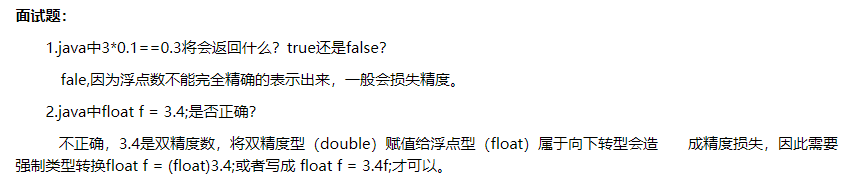 面试题：
1.java中3*0.1==0.3将会返回什么？true还是false？
fale,因为浮点数不能完全精确的表示出来，一般会损失精度。
2.java中float f = 3.4;是否正确？
不正确，3.4是双精度数，将双精度型（double）赋值给浮点型（float）属于向下转型会造 成精度损失，因此需要
强制类型转换float f = (float)3.4;或者写成 float f = 3.4f;才可以。